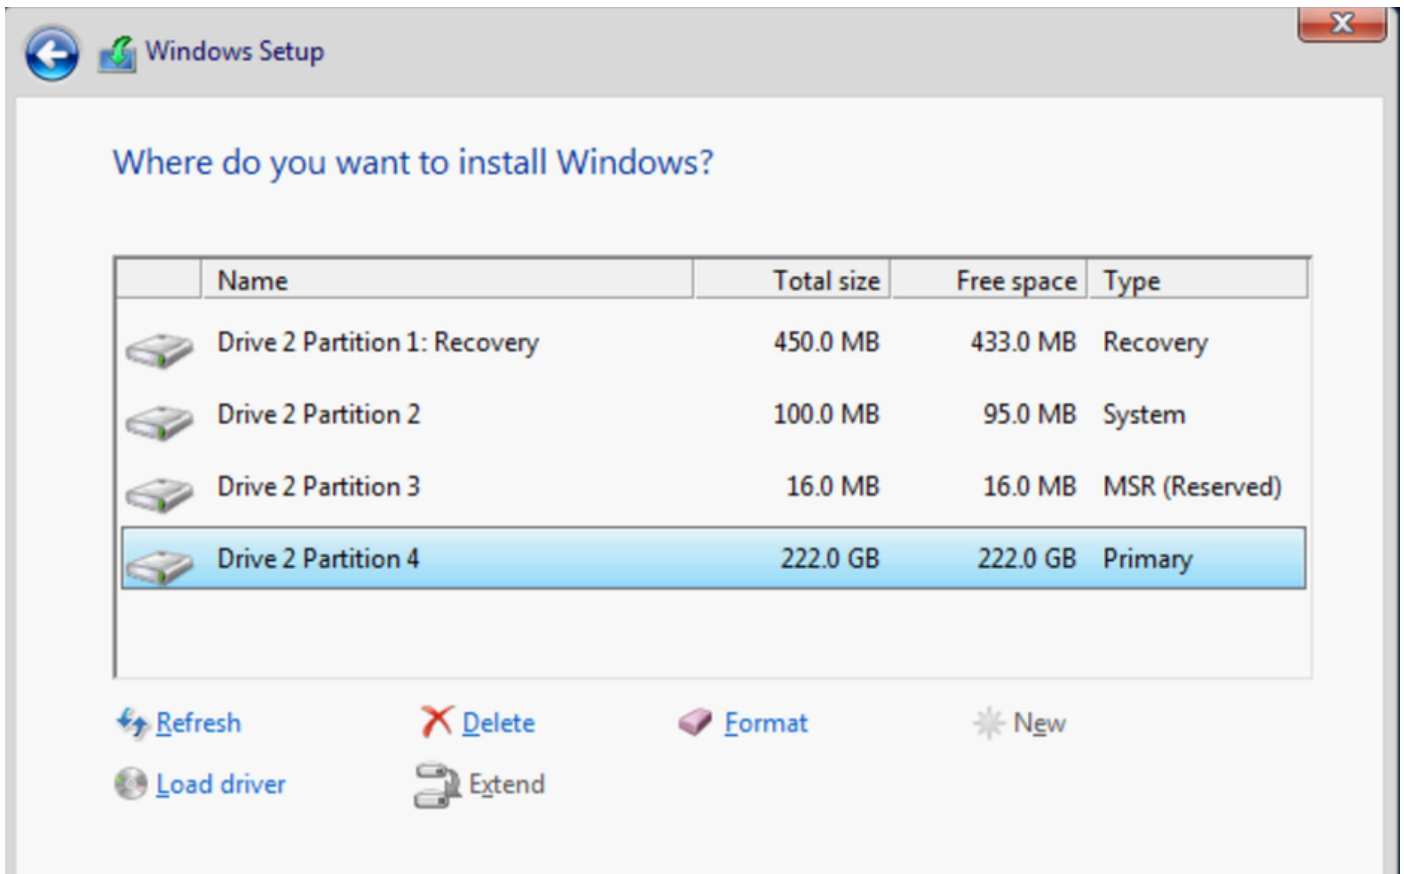 Windows Setup
Where do you want to install Windows?
Name Total size Free space Type
Drive 2 Partition 1: Recovery 450.0 MB 433.0 MB Recovery
Drive 2 Partition 2 100.0 MB 95.0 MB System
Drive 2 Partition 3 16.0 MB 16.0 MB MSR (Reserved)
Drive 2 Partition 4 222.0 GB 222.0 GB Primary
Refresh Delete Format New
Load driver Extend